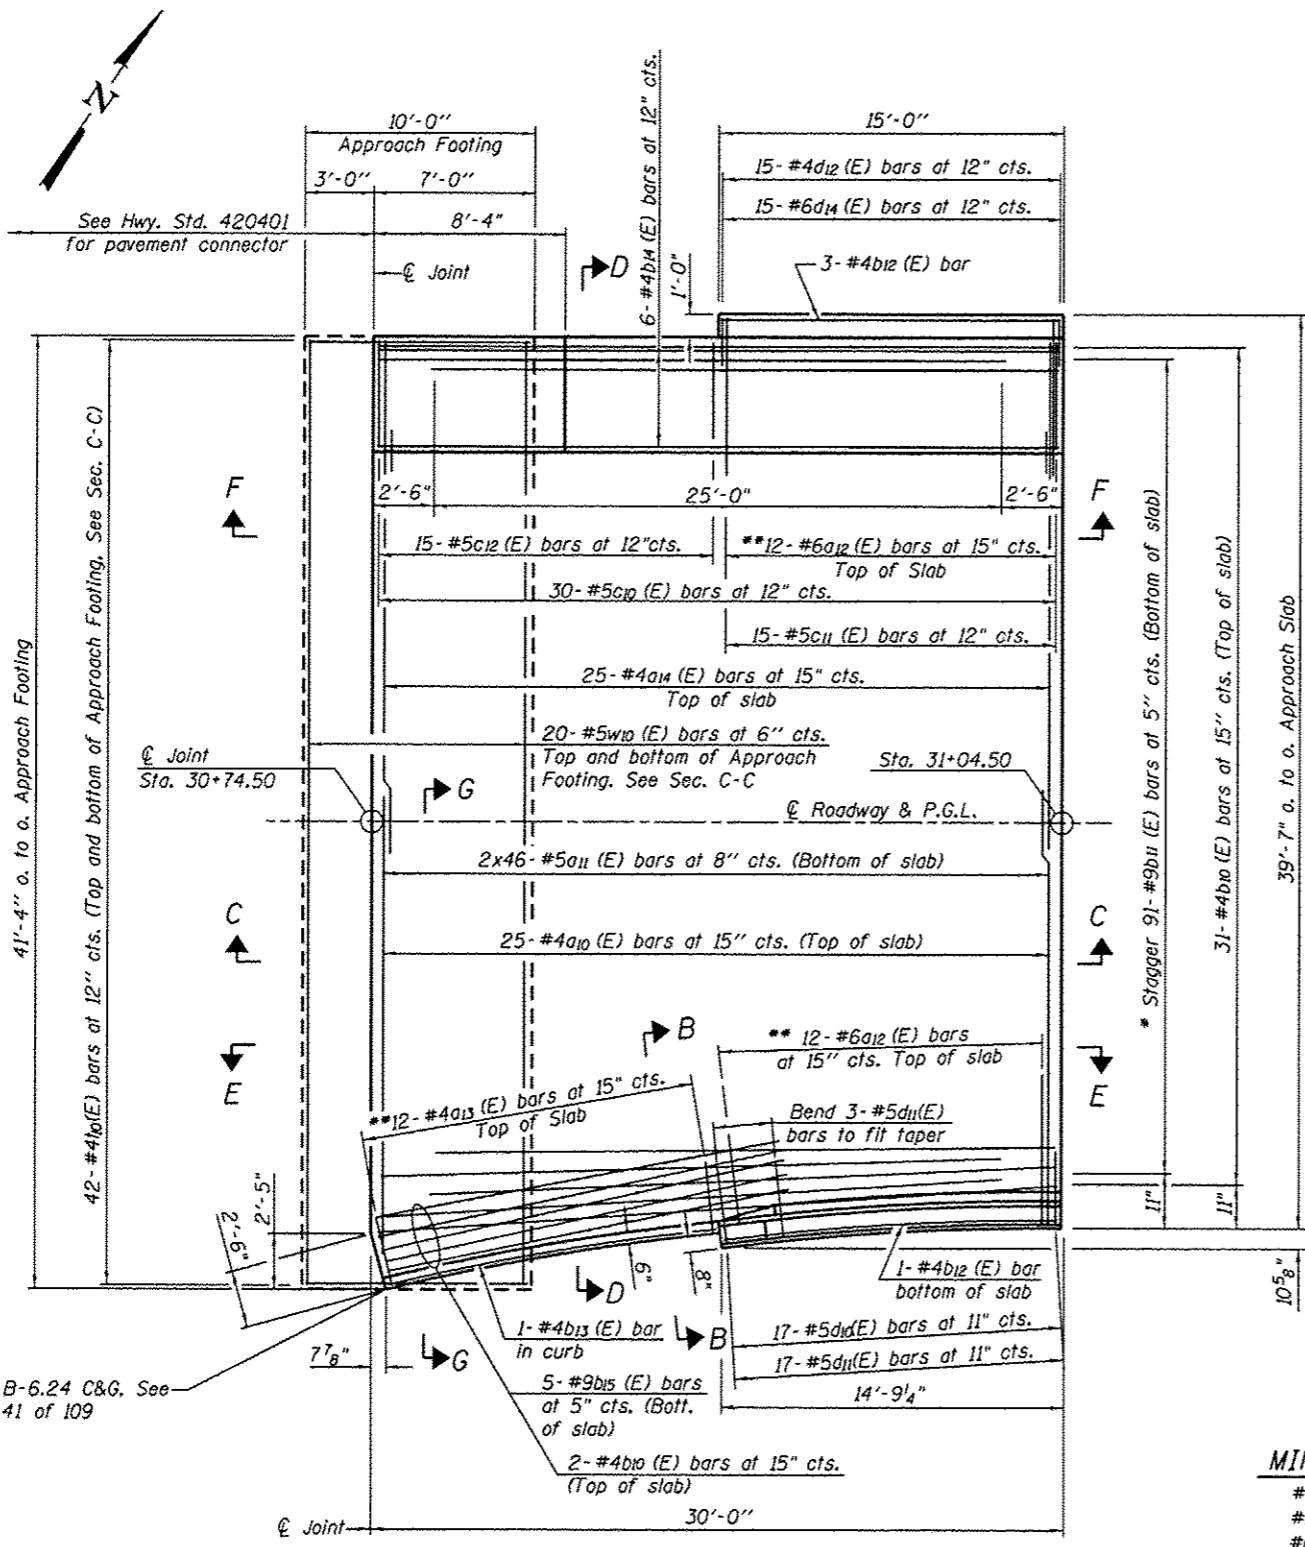 N
10'-0"
Approach Footing
3'-0"
7'-0"
8'-4"
See Hwy. Std. 420401
for pavement connector
℄ Joint
D
6- #4b14 (E) bars at 12" cts.
1'-0"
15'-0"
15- #4d12 (E) bars at 12" cts.
15- #6d14 (E) bars at 12" cts.
3- #4b12 (E) bar
41'-4" o. to o. Approach Footing
42- #4t10(E) bars at 12" cts. (Top and bottom of Approach Footing, See Sec. C-C)
F
F
2'-6"
25'-0"
2'-6"
15- #5c12 (E) bars at 12"cts.
**12- #6a12 (E) bars at 15" cts.
Top of Slab
30- #5c10 (E) bars at 12" cts.
15- #5c11 (E) bars at 12" cts.
25- #4a14 (E) bars at 15" cts.
Top of slab
20- #5w10 (E) bars at 6" cts.
Top and bottom of Approach
Footing. See Sec. C-C
℄ Joint
Sta. 30+74.50
Sta. 31+04.50
G
℄ Roadway & P.G.L.
2x46- #5a11 (E) bars at 8" cts. (Bottom of slab)
C
C
25- #4a10 (E) bars at 15" cts. (Top of slab)
* Stagger 91- #9b11 (E) bars at 5" cts. (Bottom of slab)
31- #4b10 (E) bars at 15" cts. (Top of slab)
39'-7" o. to o. Approach Slab
E
E
B
** 12- #6a12 (E) bars
at 15" cts. Top of slab
**12- #4a13 (E) bars at 15" cts.
Top of Slab
Bend 3- #5d11(E)
bars to fit taper
2'-5"
2'-6"
11"
11"
10 5/8"
6"
8"
D
B
G
7 7/8"
1- #4b13 (E) bar
in curb
1- #4b12 (E) bar
bottom of slab
17- #5d10(E) bars at 11" cts.
17- #5d11(E) bars at 11" cts.
14'-9 1/4"
B-6.24 C&G, See
41 of 109
5- #9b15 (E) bars
at 5" cts. (Bott.
of slab)
2- #4b10 (E) bars at 15" cts.
(Top of slab)
℄ Joint
30'-0"
MI
#
#
#